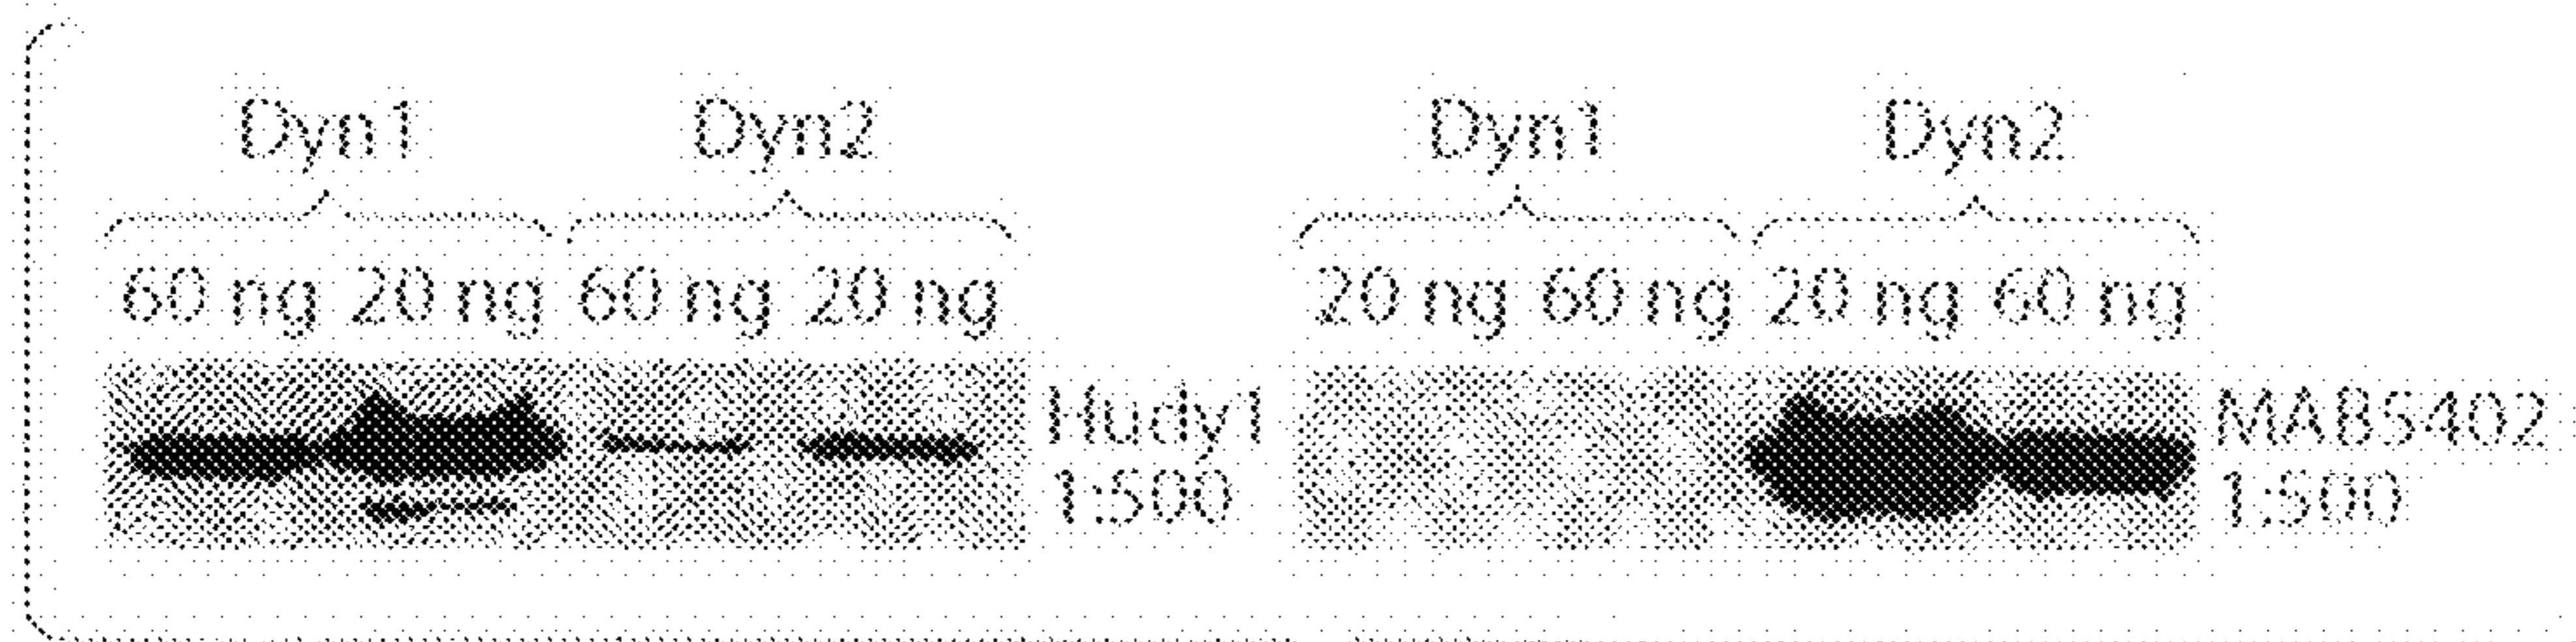 Dyn1 Dyn2 Dyn1 Dyn2
60 ng 20 ng 60 ng 20 ng 20 ng 60 ng 20 ng 60 ng
Hudy1 MAB5402
1:500 1:500